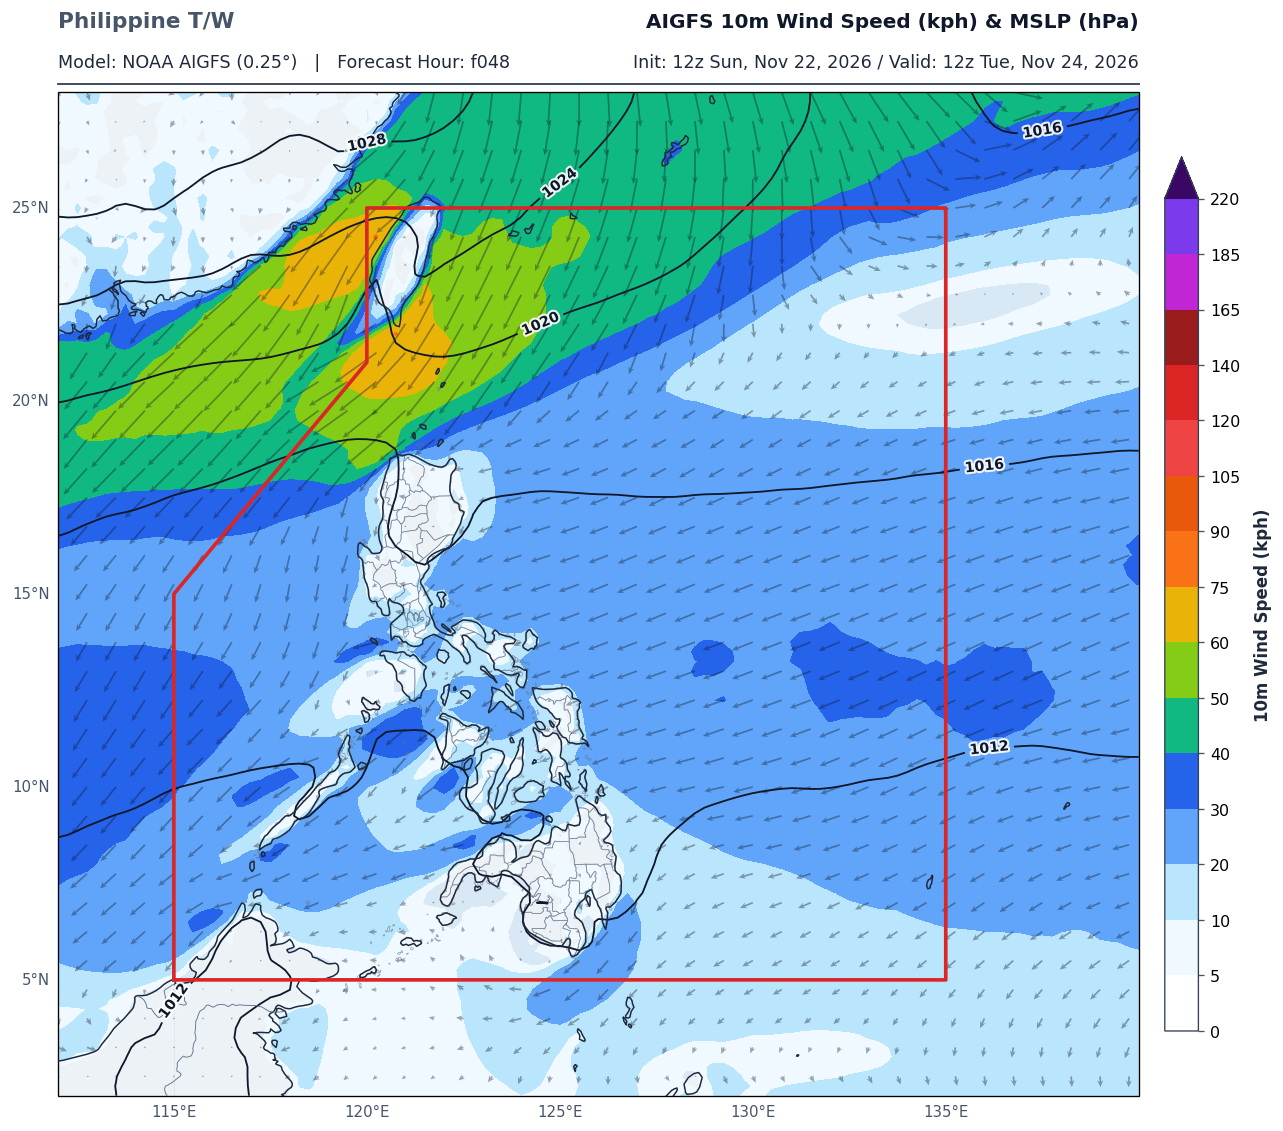 Philippine T/W
AIGFS 10m Wind Speed (kph) & MSLP (hPa)
Model: NOAA AIGFS (0.25°) | Forecast Hour: f048
Init: 12z Sun, Nov 22, 2026 / Valid: 12z Tue, Nov 24, 2026
1028
1016
1024
1020
1016
1012
1012
25°N
20°N
15°N
10°N
5°N
115°E
120°E
125°E
130°E
135°E
220
185
165
140
120
105
90
75
60
50
40
30
20
10
5
0
10m Wind Speed (kph)